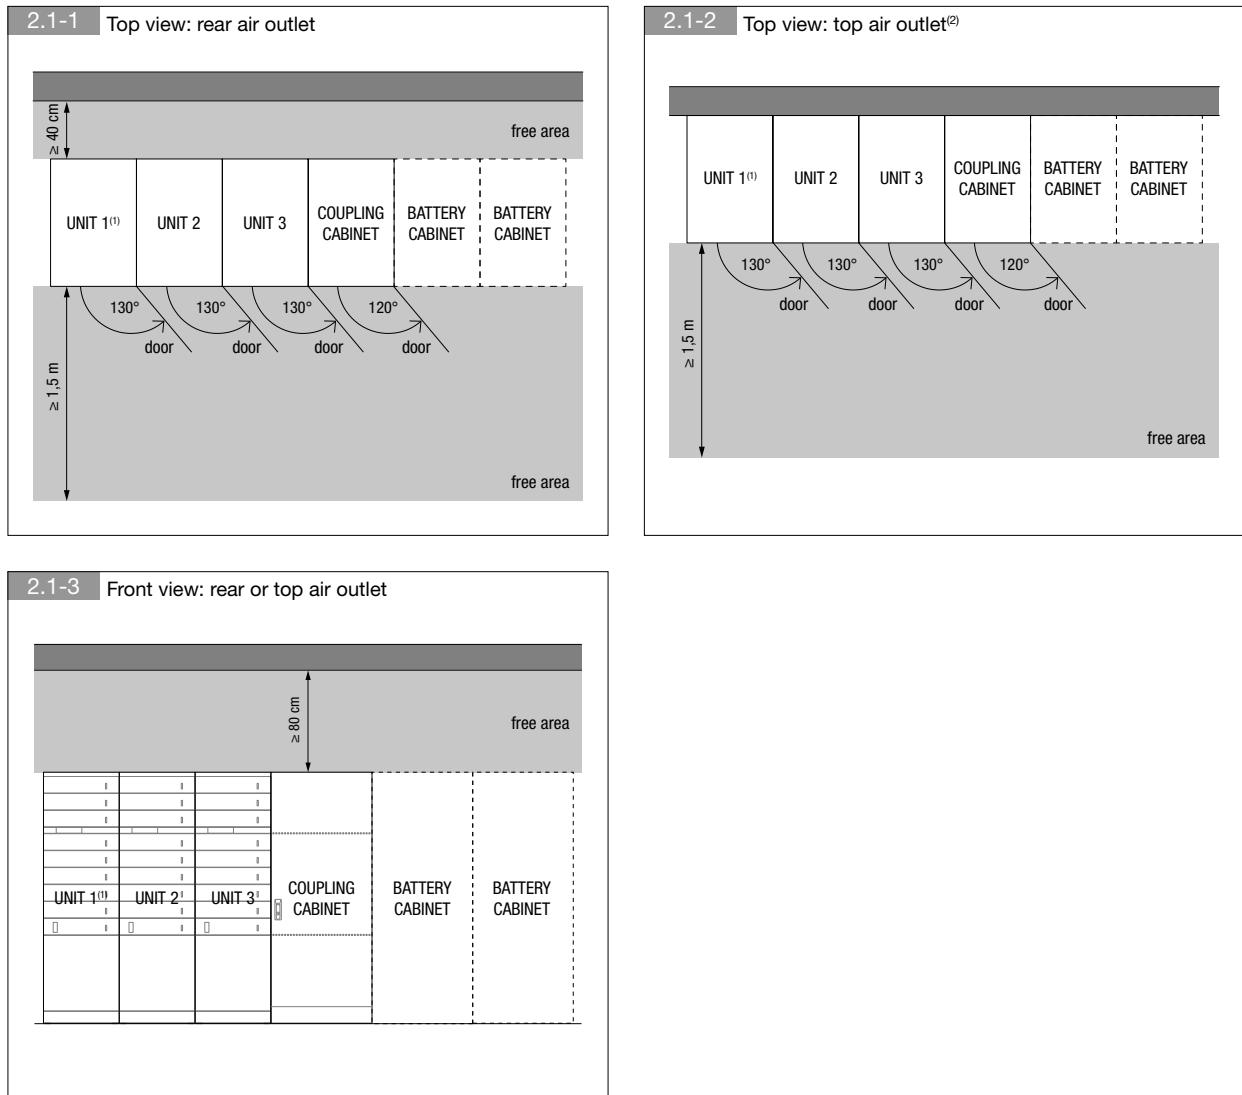 2.1-1 Top view: rear air outlet
≥ 40 cm
free area
UNIT 1(1)
UNIT 2
UNIT 3
COUPLING
CABINET
BATTERY
CABINET
BATTERY
CABINET
130°
130°
130°
120°
door
door
door
door
≥ 1,5 m
free area
2.1-2 Top view: top air outlet(2)
UNIT 1(1)
UNIT 2
UNIT 3
COUPLING
CABINET
BATTERY
CABINET
BATTERY
CABINET
130°
130°
130°
120°
door
door
door
door
≥ 1,5 m
free area
2.1-3 Front view: rear or top air outlet
≥ 80 cm
free area
UNIT 1(1)
UNIT 2
UNIT 3
COUPLING
CABINET
BATTERY
CABINET
BATTERY
CABINET